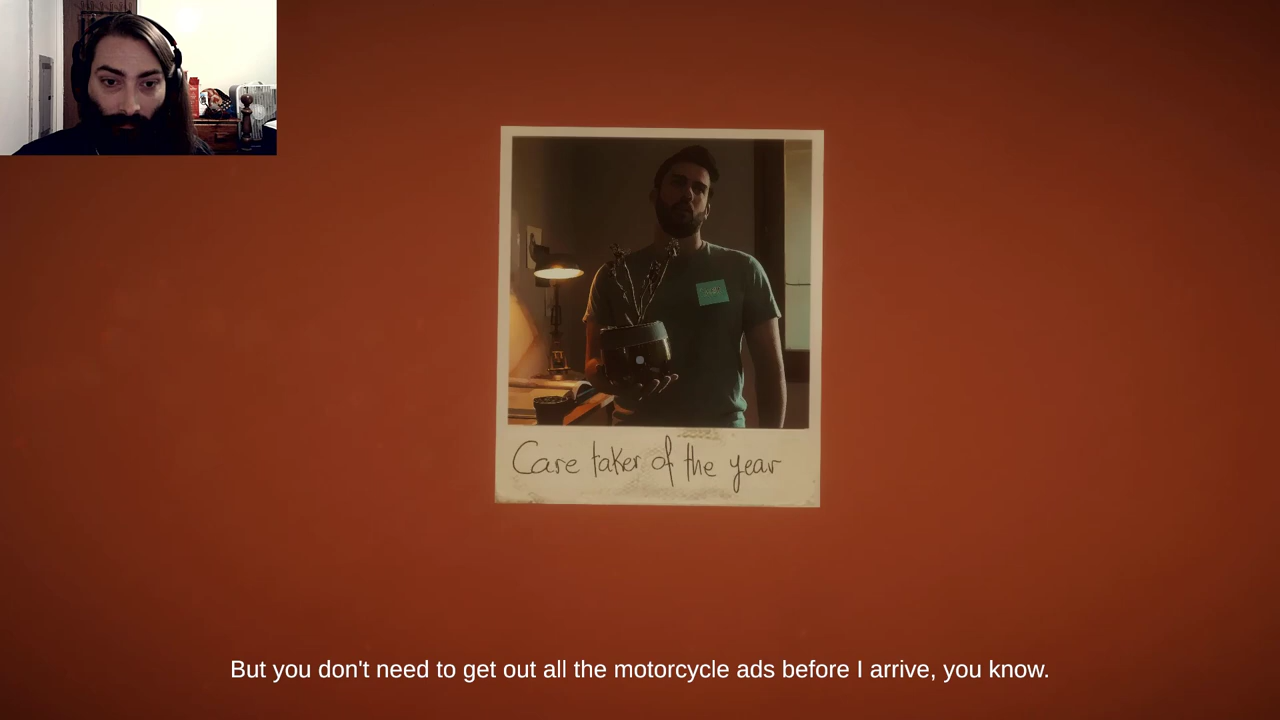 Care taker of the year
But you don't need to get out all the motorcycle ads before I arrive, you know.